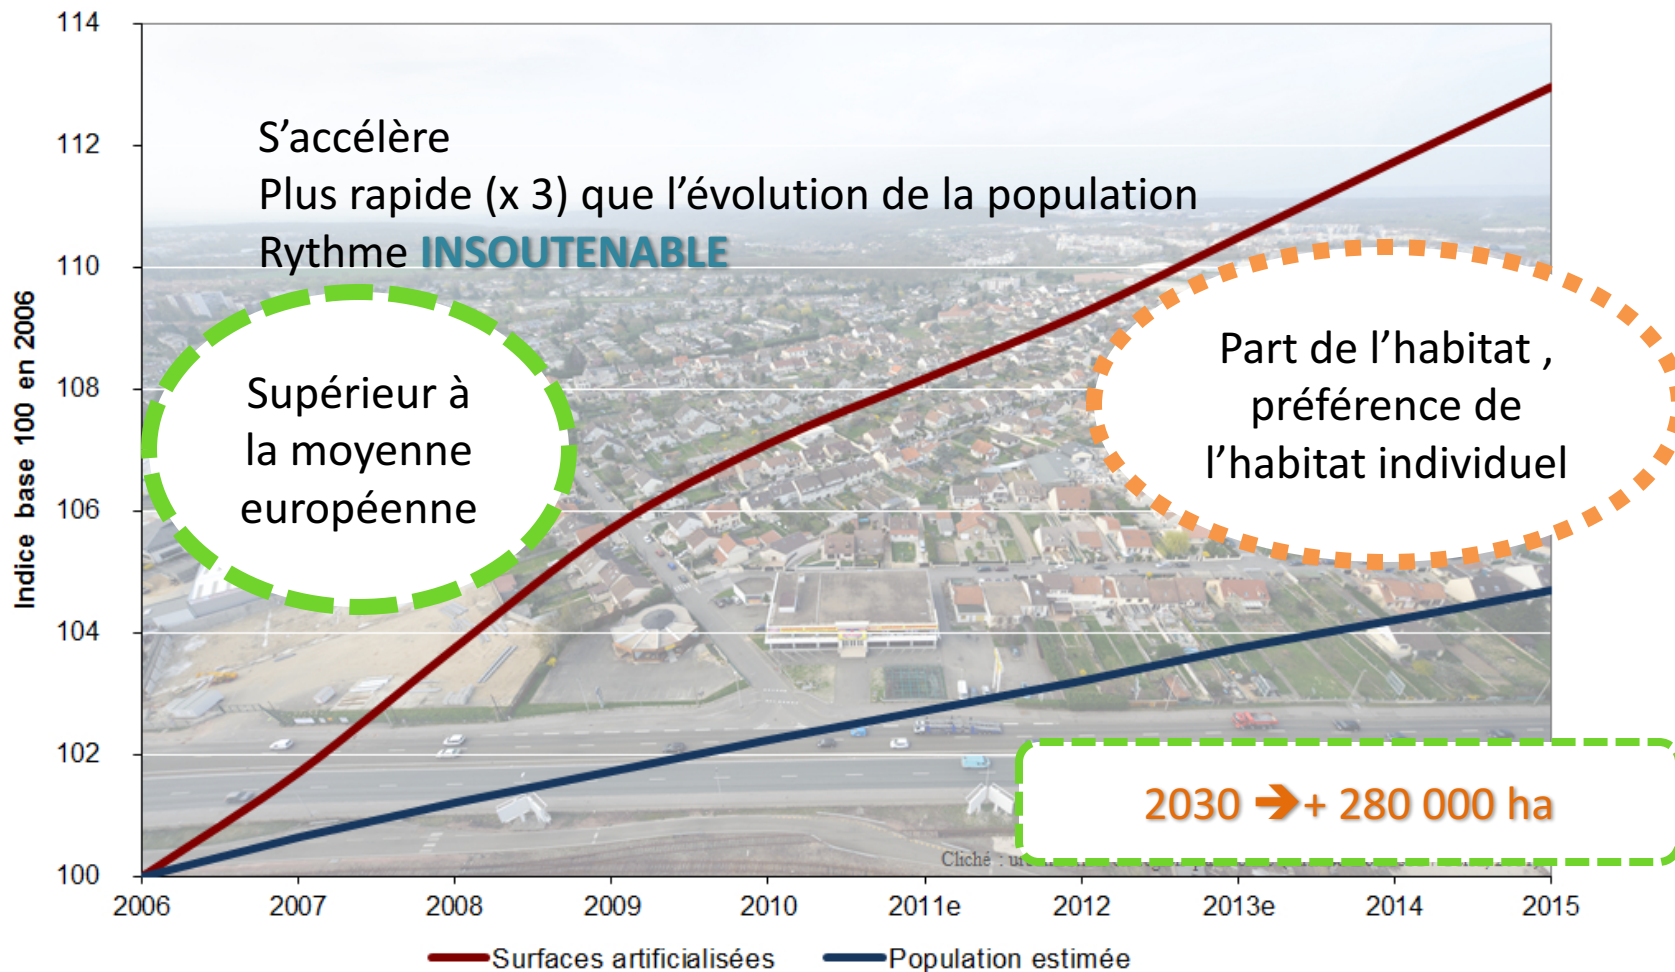 114
112
110
108
106
104
102
100
Indice base 100 en 2006
S’accélère
Plus rapide (x 3) que l’évolution de la population
Rythme INSOUTENABLE
Supérieur à
la moyenne
européenne
Part de l’habitat ,
préférence de
l’habitat individuel
2030 ➔+ 280 000 ha
Cliché :
2006 2007 2008 2009 2010 2011e 2012 2013e 2014 2015
Surfaces artificialisées Population estimée